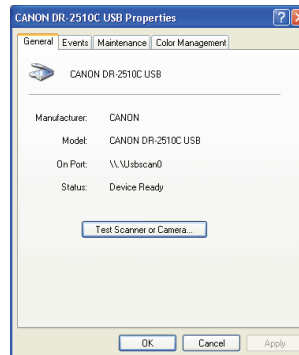 CANON DR-2510C USB Properties
General Events Maintenance Color Management
CANON DR-2510C USB
Manufacturer: CANON
Model: CANON DR-2510C USB
On Port: \\.\Usbscan0
Status: Device Ready
Test Scanner or Camera...
OK Cancel Apply